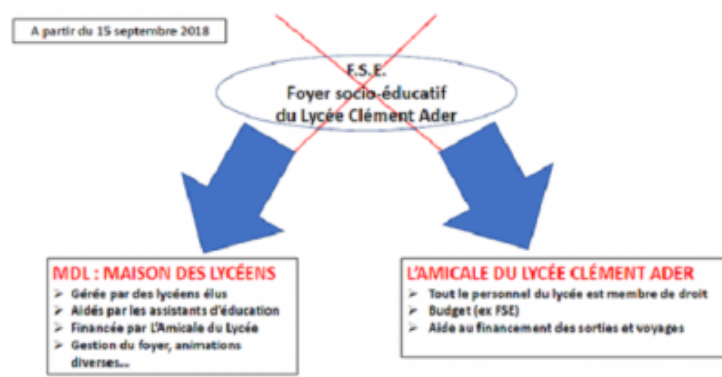 A partir du 15 septembre 2018
F.S.E.
Foyer socio-éducatif
du Lycée Clément Ader
MDL : MAISON DES LYCÉENS
➢ Gérée par des lycéens élus
➢ Aidés par les assistants d'éducation
➢ Financée par L'Amicale du Lycée
➢ Gestion du foyer, animations
diverses...
L'AMICALE DU LYCÉE CLÉMENT ADER
➢ Tout le personnel du lycée est membre de droit
➢ Budget (ex FSE)
➢ Aide au financement des sorties et voyages